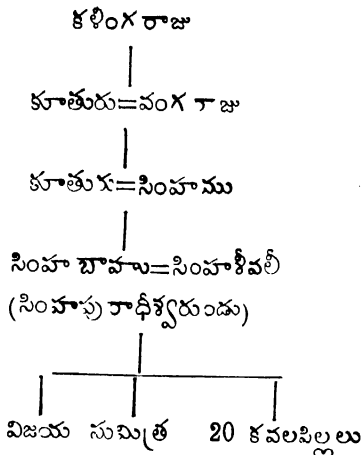 కళింగ రాజు
కూతురు=వంగ రాజు
కూతురు=సింహము
సింహ బాహు=సింహశీవలీ
(సింహపు రాధీశ్వరుండు)
విజయ సుమిత్ర 20 కవలపిల్లలు